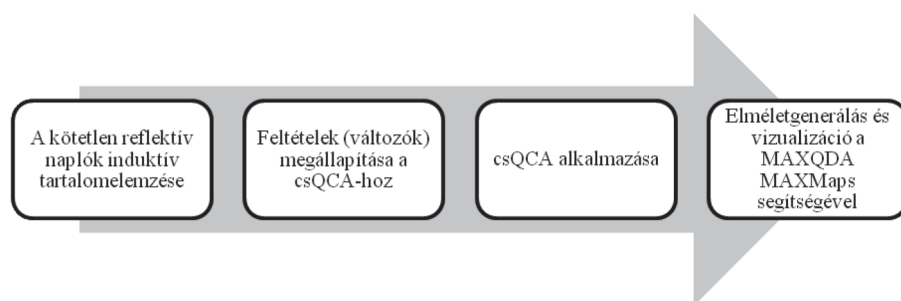 A kötetlen reflektív
naplók induktív
tartalomelemzése
Feltételek (változók)
megállapítása a
csQCA-hoz
csQCA alkalmazása
Elméletgenerálás és
vizualizáció a
MAXQDA
MAXMaps
segítségével